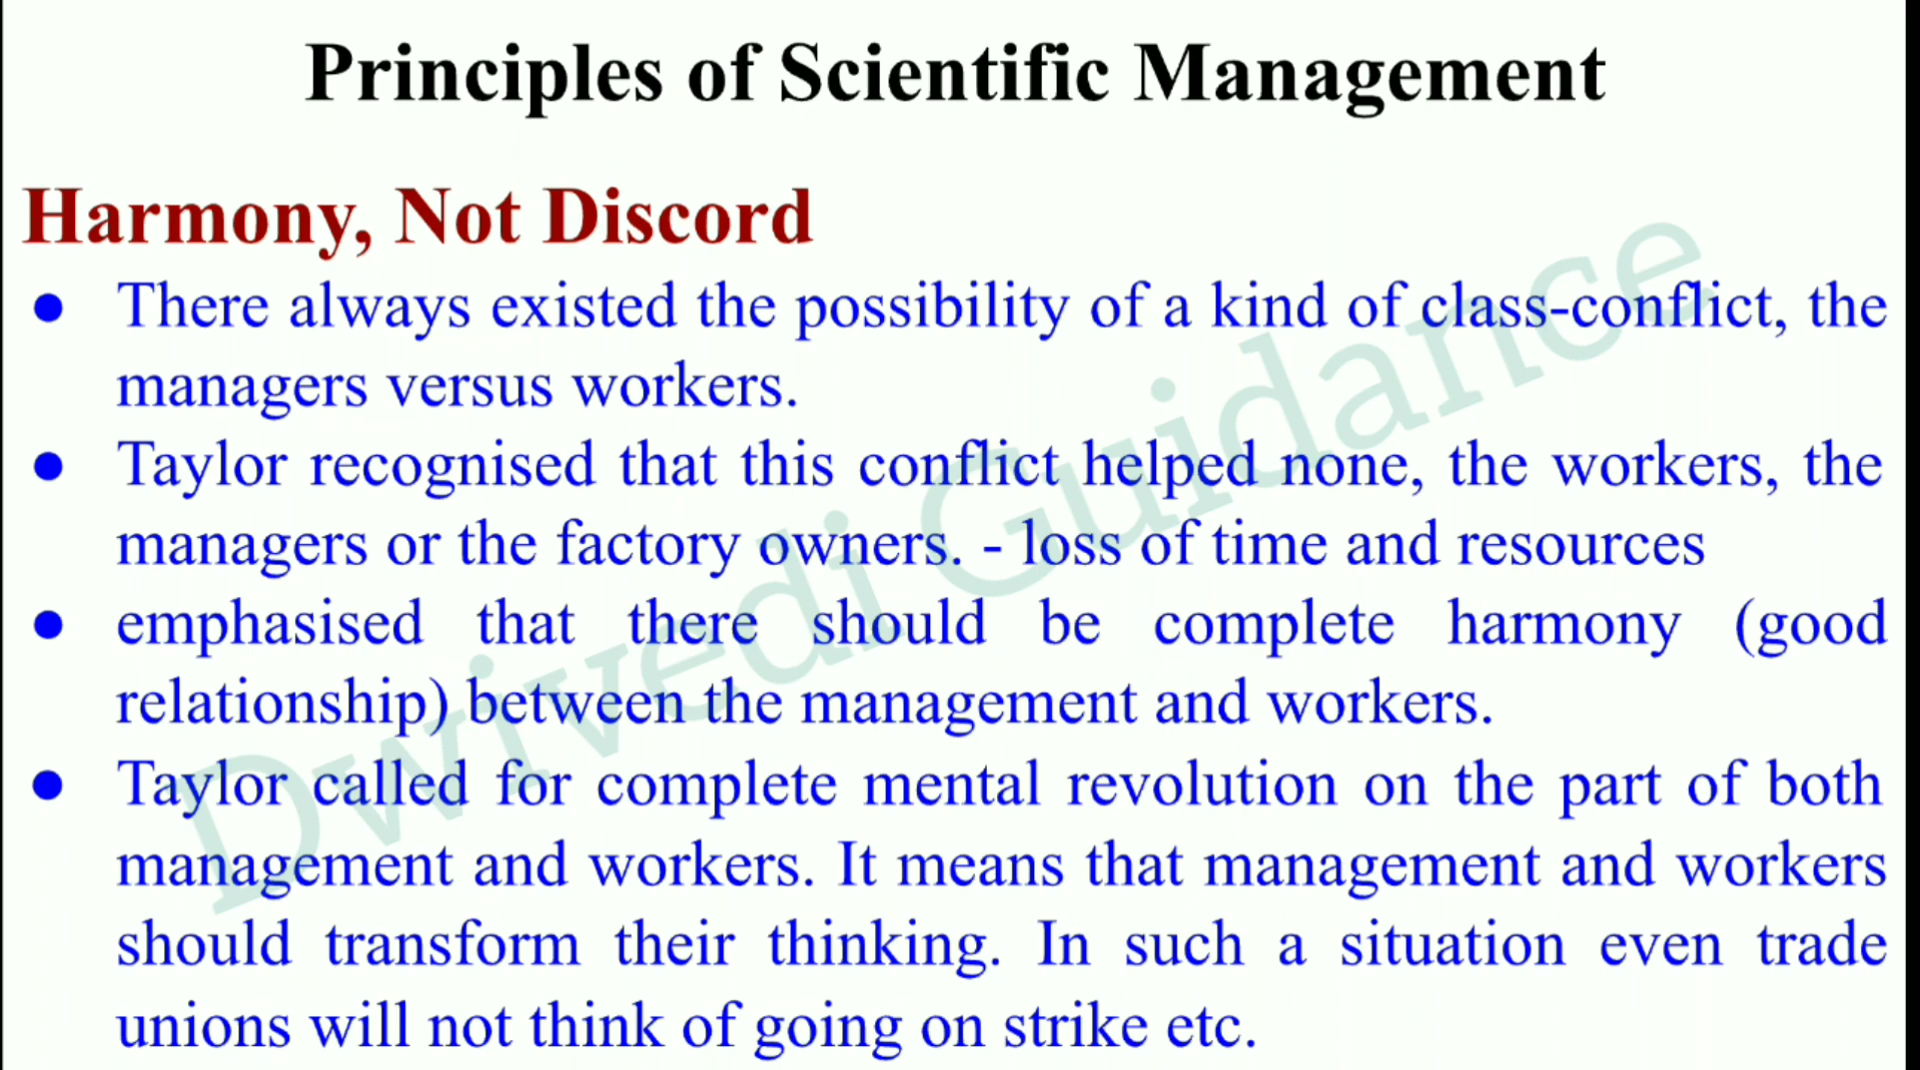 Principles of Scientific Management
Harmony, Not Discord
● There always existed the possibility of a kind of class-conflict, the
managers versus workers.
● Taylor recognised that this conflict helped none, the workers, the
managers or the factory owners. - loss of time and resources
● emphasised that there should be complete harmony (good
relationship) between the management and workers.
● Taylor called for complete mental revolution on the part of both
management and workers. It means that management and workers
should transform their thinking. In such a situation even trade
unions will not think of going on strike etc.
Dwivedi Guidance